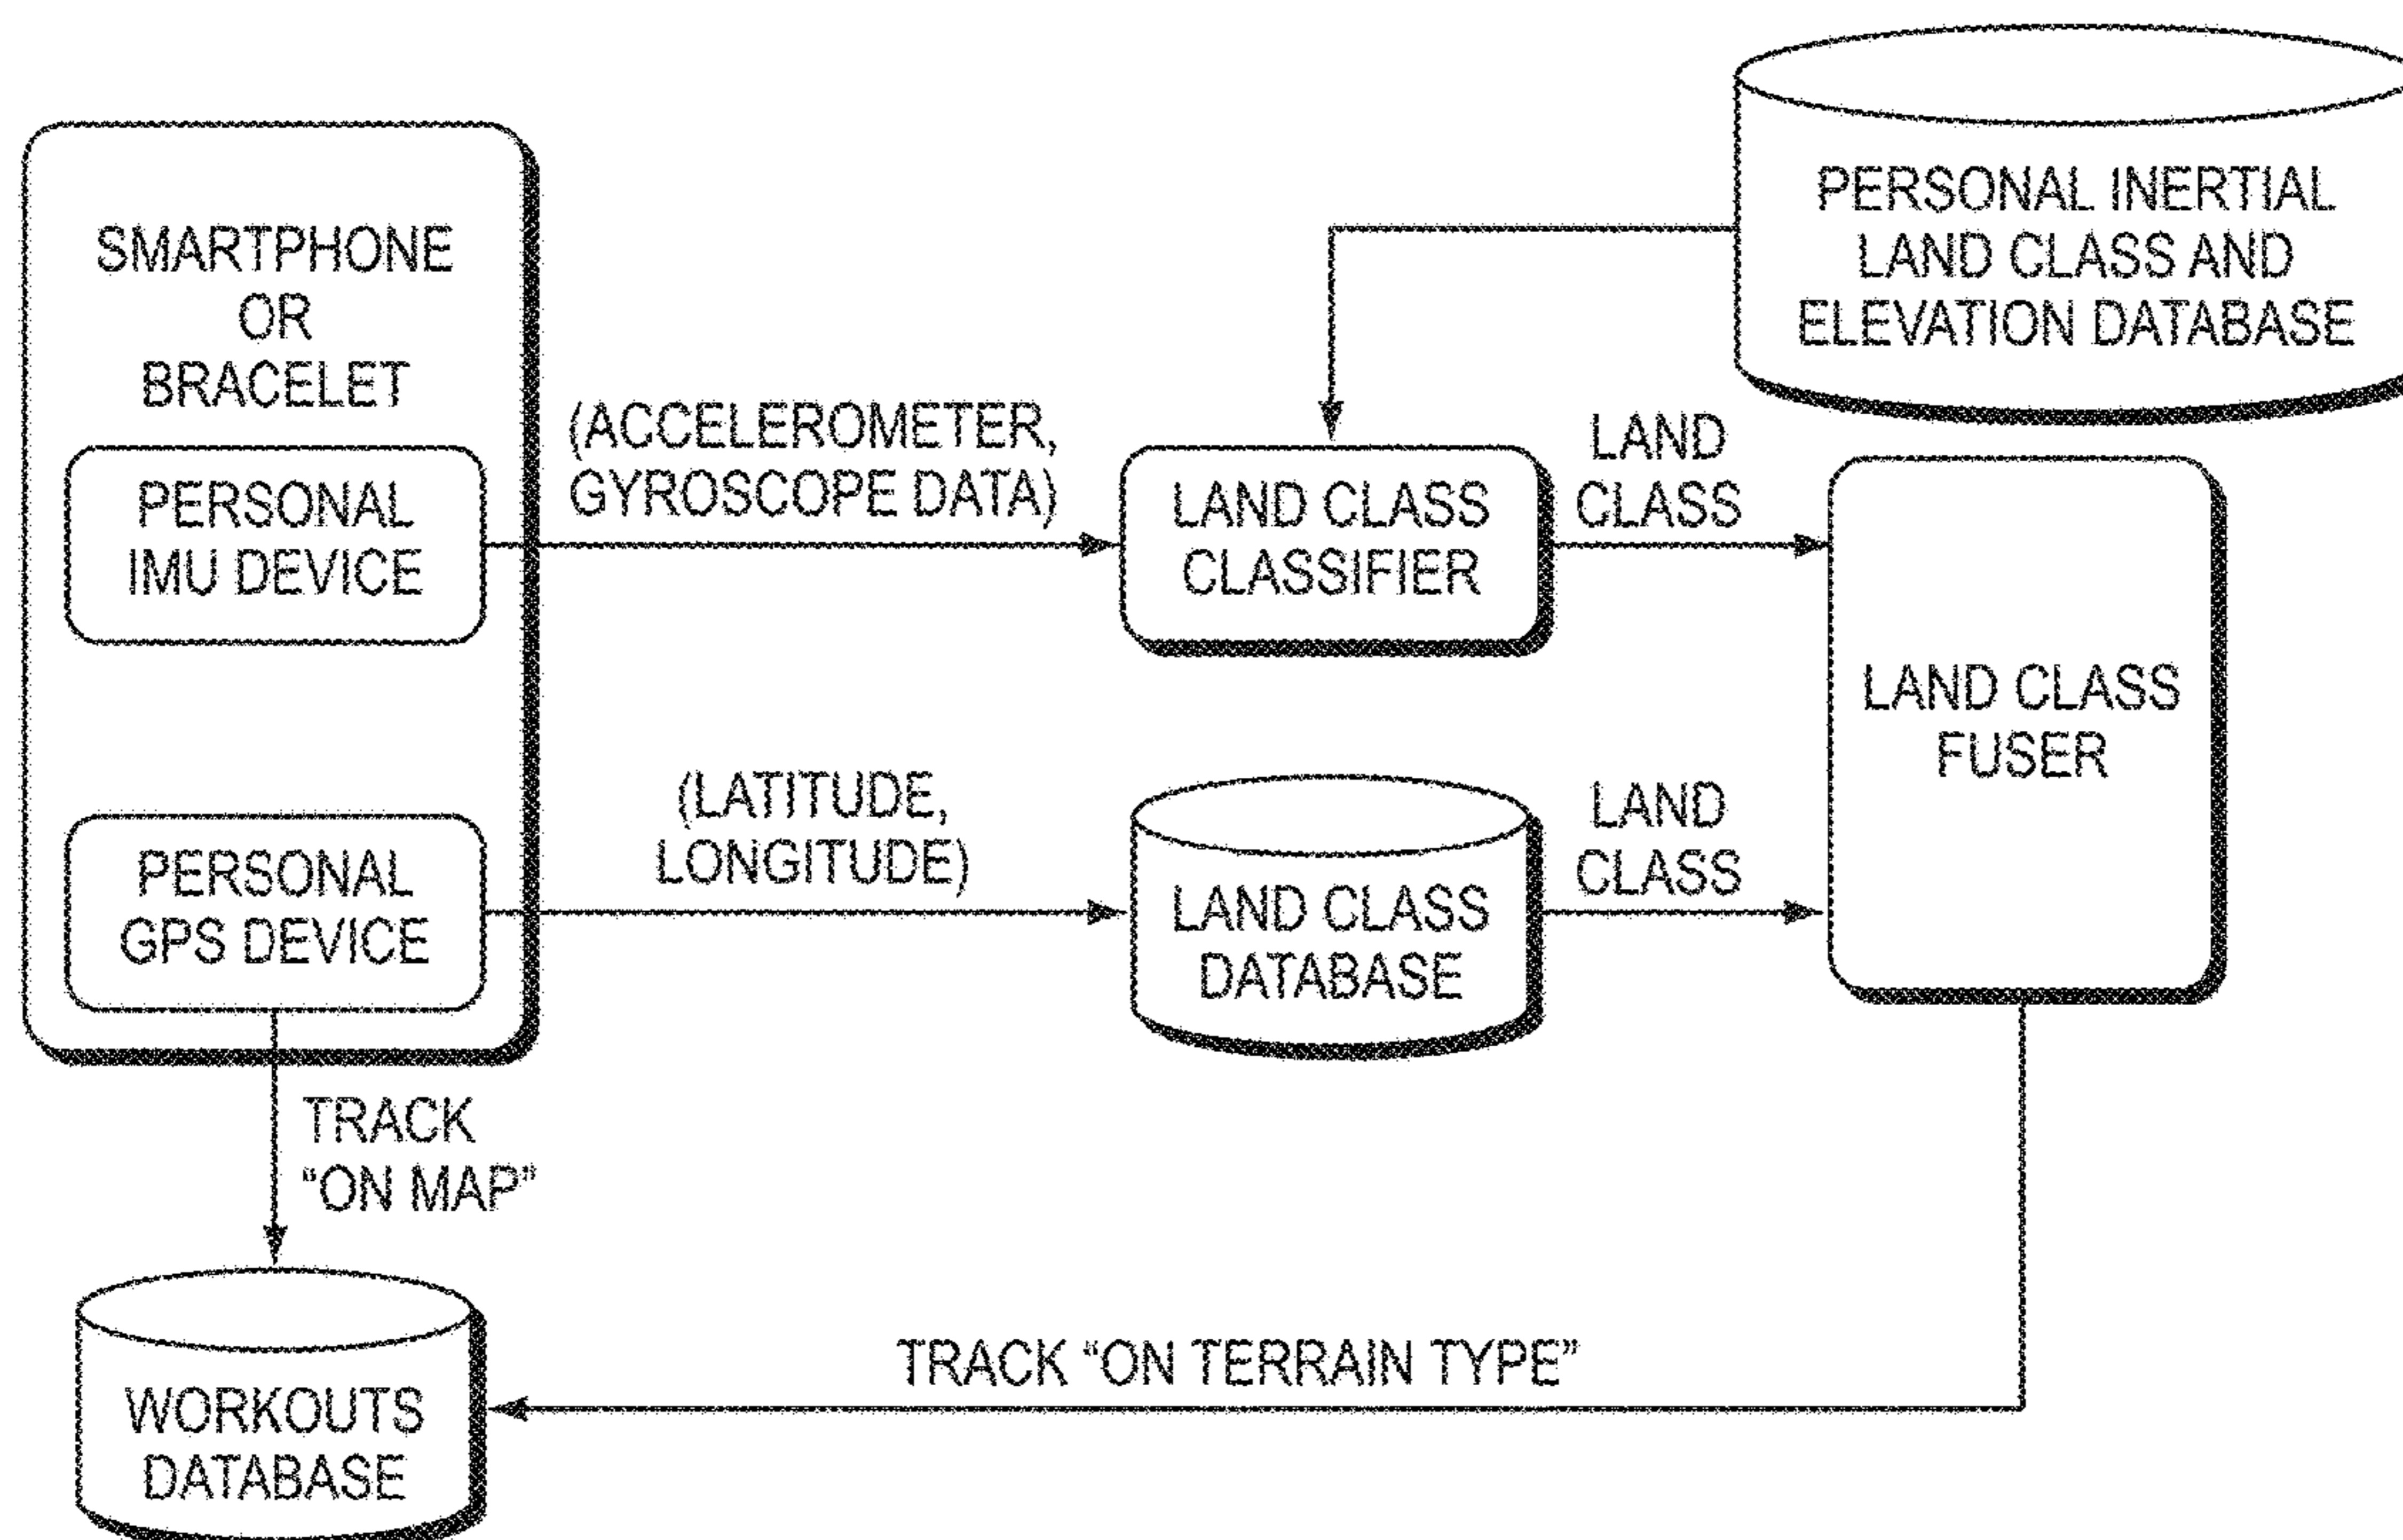 SMARTPHONE
OR
BRACELET
PERSONAL
IMU DEVICE
PERSONAL
GPS DEVICE
(ACCELEROMETER,
GYROSCOPE DATA)
(LATITUDE,
LONGITUDE)
PERSONAL INERTIAL
LAND CLASS AND
ELEVATION DATABASE
LAND CLASS
CLASSIFIER
LAND
CLASS
LAND CLASS
DATABASE
LAND
CLASS
LAND CLASS
FUSER
TRACK
“ON MAP”
TRACK “ON TERRAIN TYPE”
WORKOUTS
DATABASE